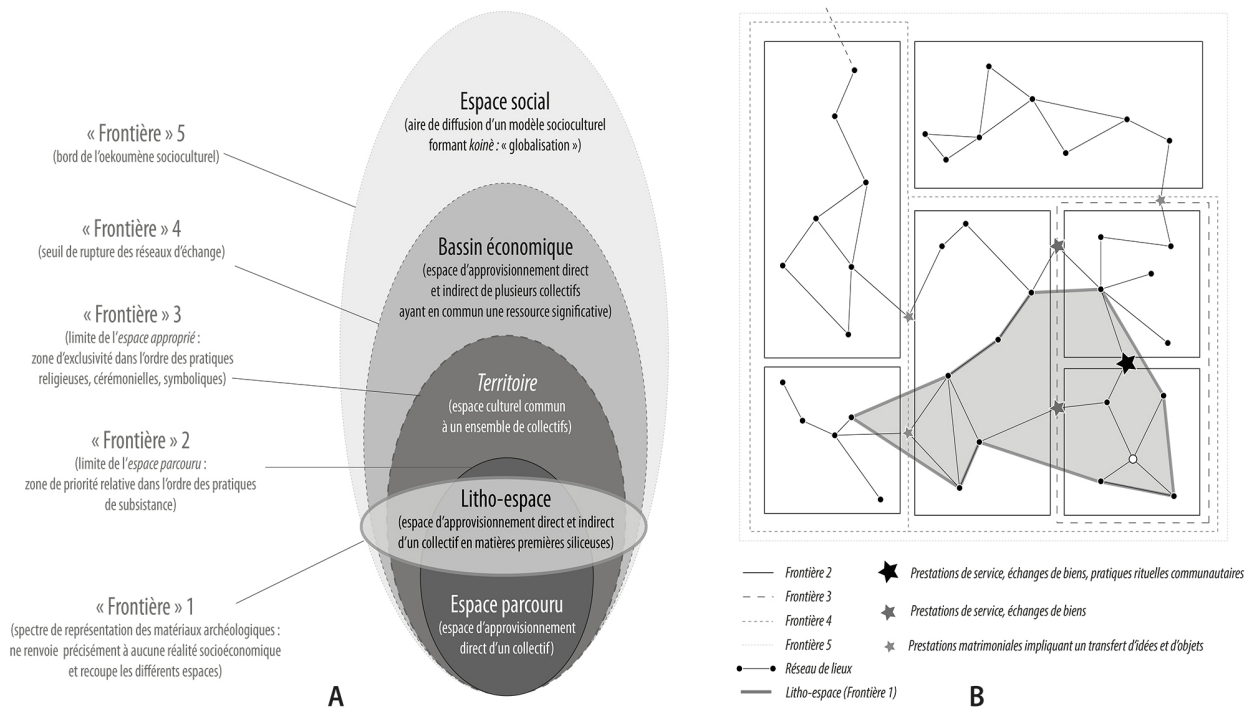 « Frontière » 5
(bord de l'oekoumène socioculturel)
« Frontière » 4
(seuil de rupture des réseaux d'échange)
« Frontière » 3
(limite de l'espace approprié :
zone d'exclusivité dans l'ordre des pratiques
religieuses, cérémonielles, symboliques)
« Frontière » 2
(limite de l'espace parcouru :
zone de priorité relative dans l'ordre des pratiques
de subsistance)
« Frontière » 1
(spectre de représentation des matériaux archéologiques :
ne renvoie précisément à aucune réalité socioéconomique
et recoupe les différents espaces)
Espace social
(aire de diffusion d'un modèle socioculturel
formant koinè : « globalisation »)
Bassin économique
(espace d'approvisionnement direct
et indirect de plusieurs collectifs
ayant en commun une ressource significative)
Territoire
(espace culturel commun
à un ensemble de collectifs)
Litho-espace
(espace d'approvisionnement direct et indirect
d'un collectif en matières premières siliceuses)
Espace parcouru
(espace d'approvisionnement
direct d'un collectif)
A
Frontière 2
Frontière 3
Frontière 4
Frontière 5
Réseau de lieux
Litho-espace (Frontière 1)
Prestations de service, échanges de biens, pratiques rituelles communautaires
Prestations de service, échanges de biens
Prestations matrimoniales impliquant un transfert d'idées et d'objets
B